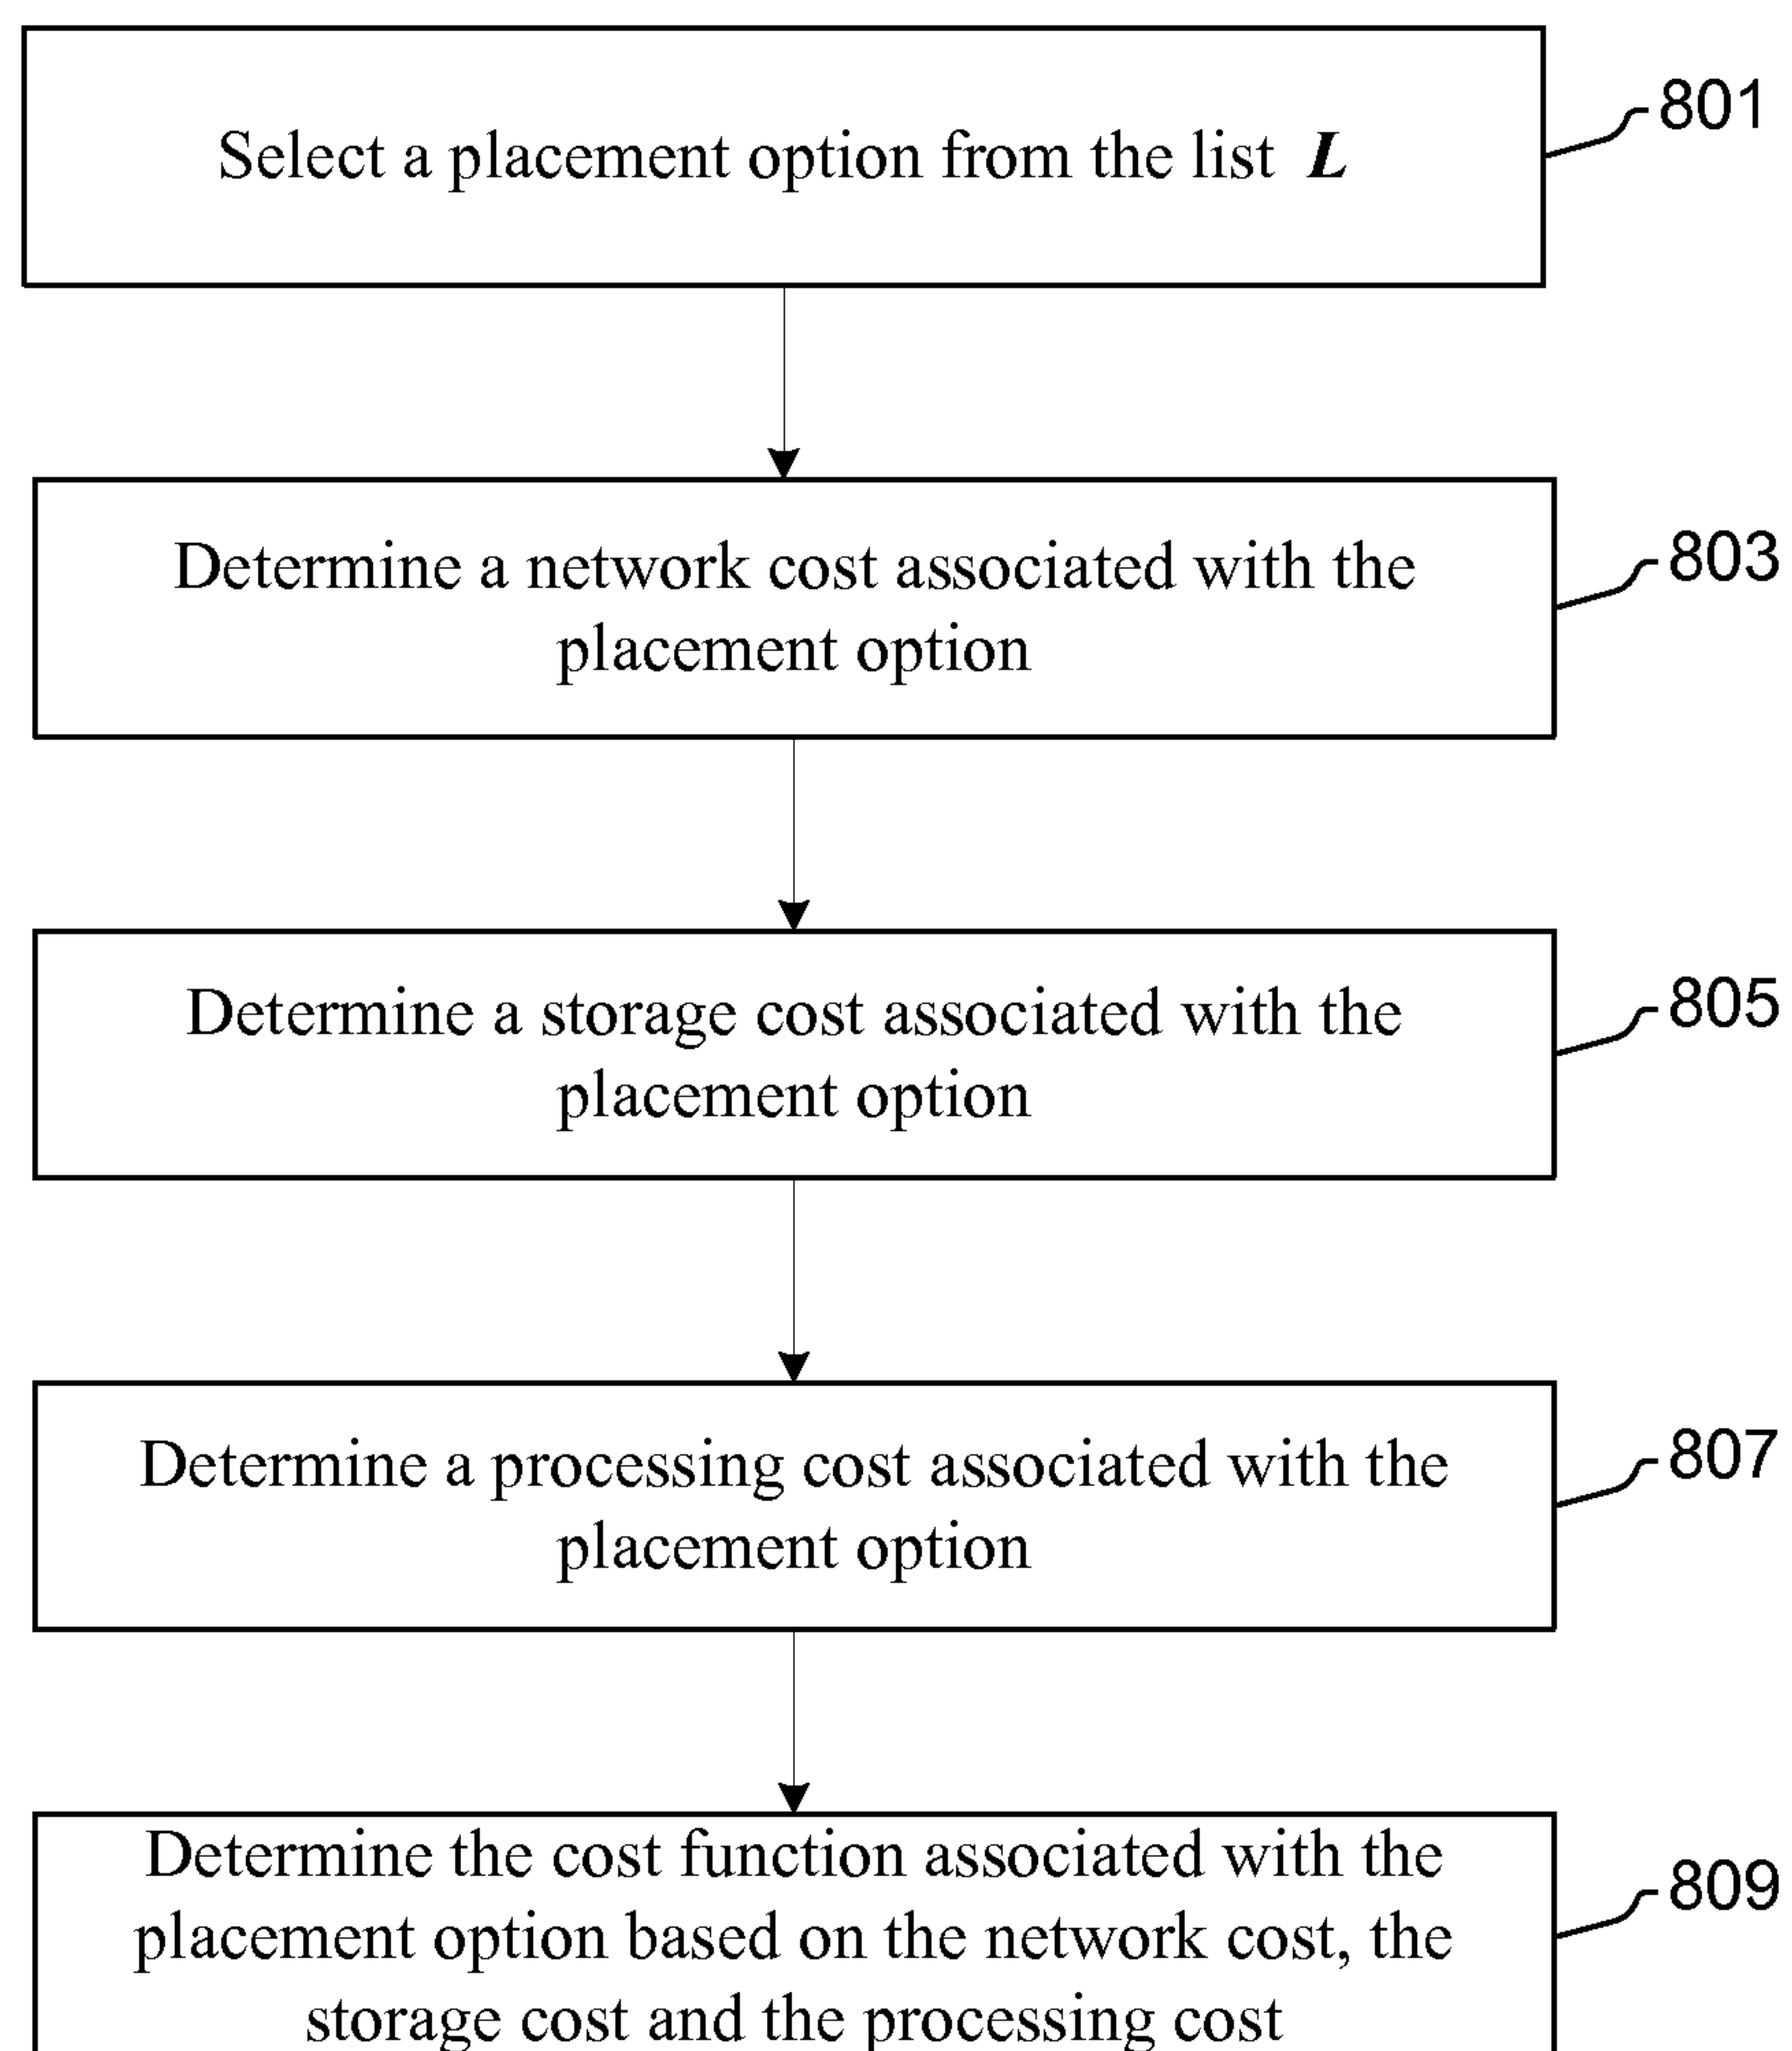 Select a placement option from the list L
801
Determine a network cost associated with the
placement option
803
Determine a storage cost associated with the
placement option
805
Determine a processing cost associated with the
placement option
807
Determine the cost function associated with the
placement option based on the network cost, the
storage cost and the processing cost
809